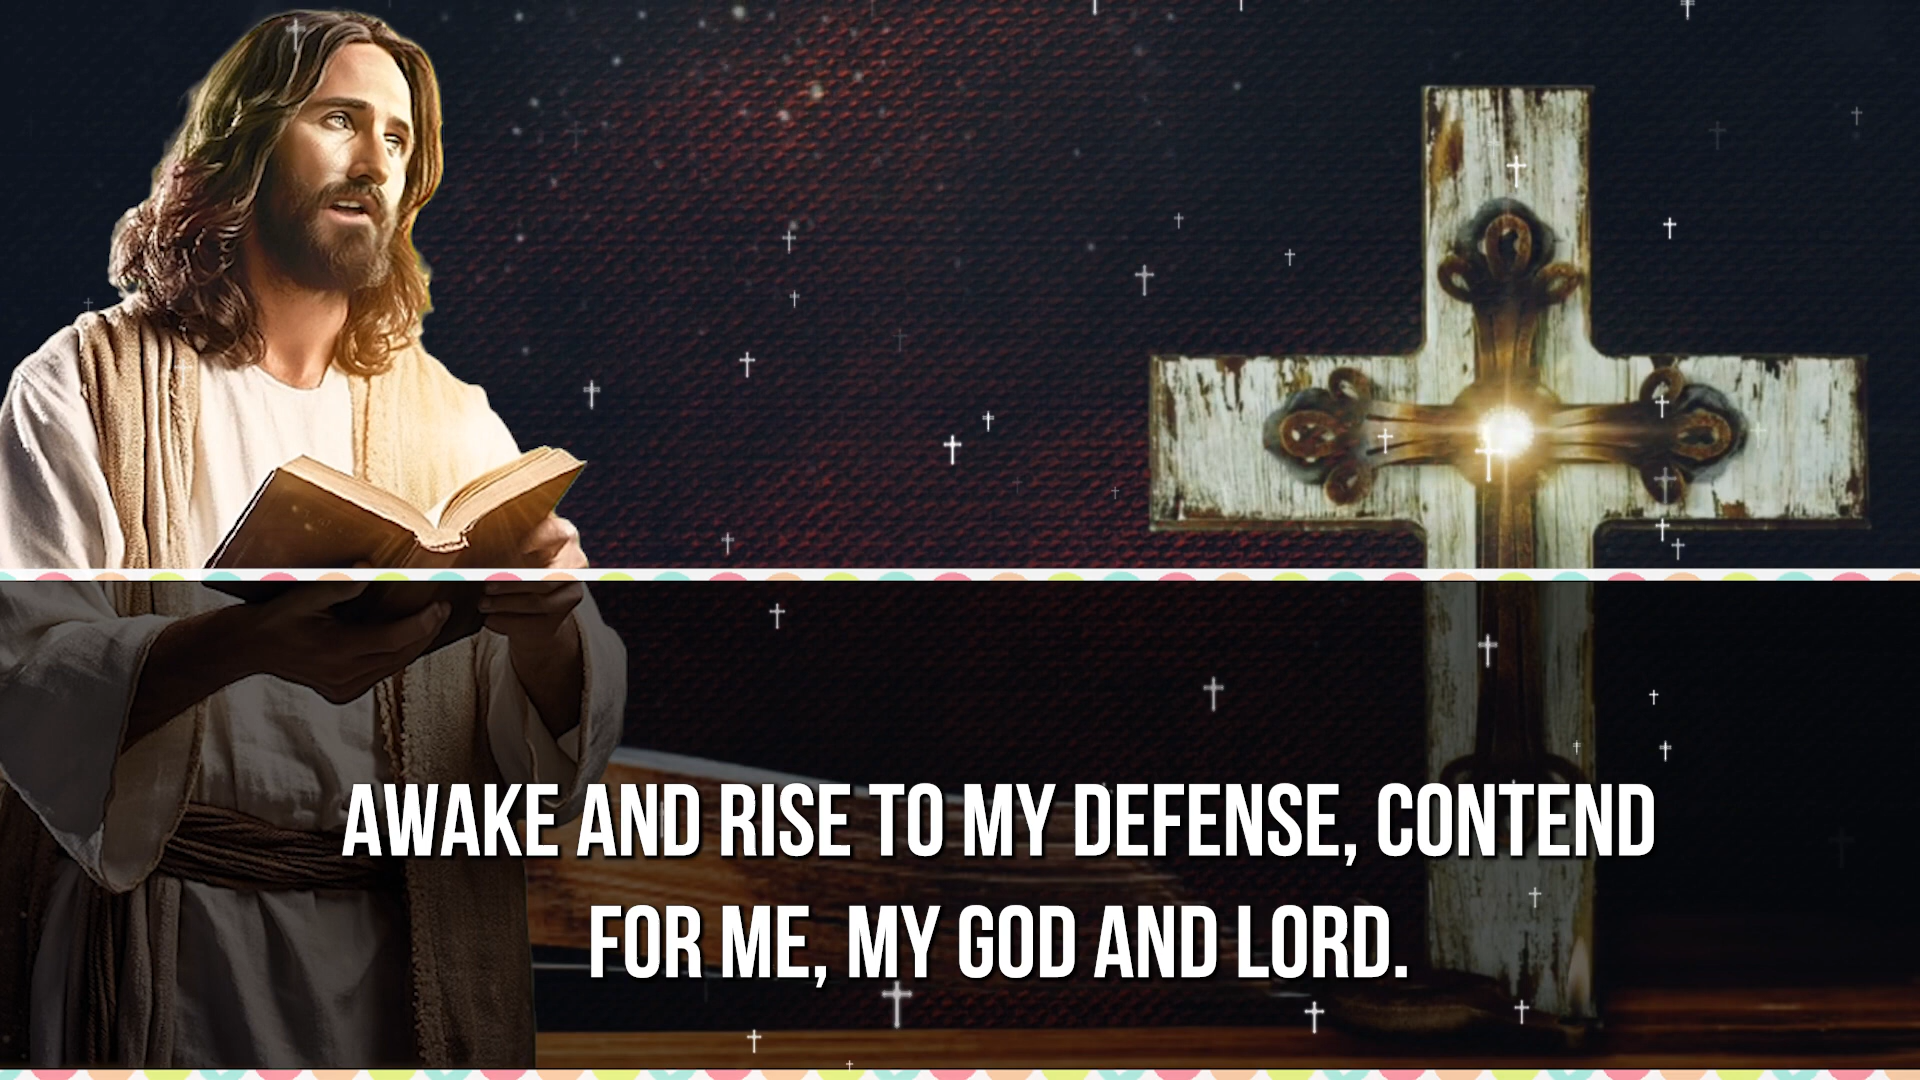 AWAKE AND RISE TO MY DEFENSE, CONTEND
FOR ME, MY GOD AND LORD.